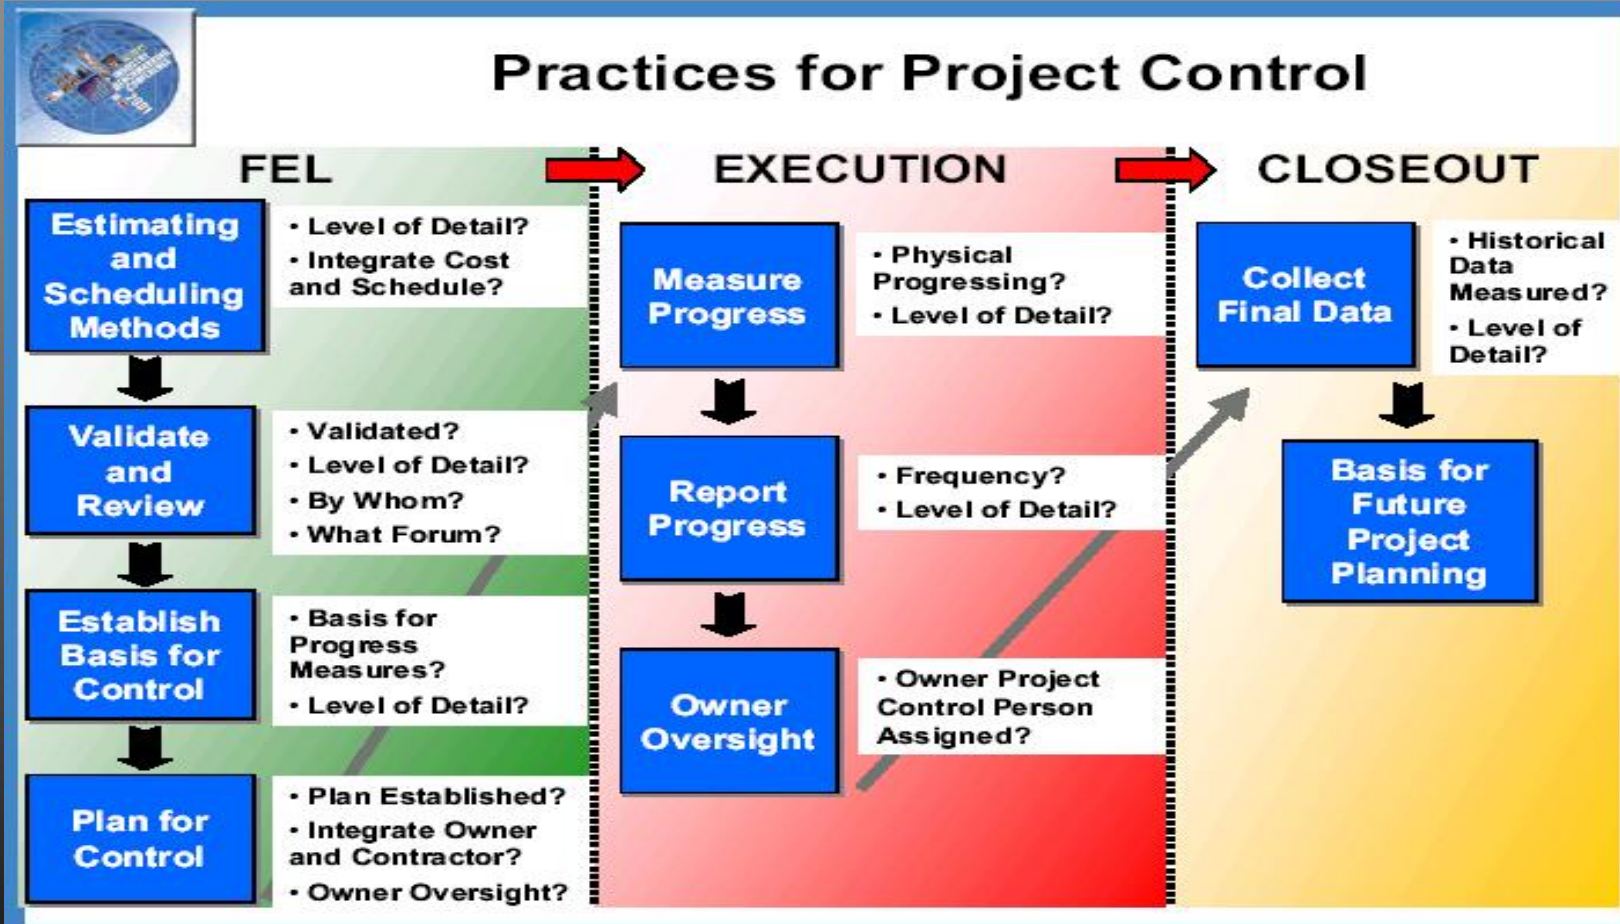 Practices for Project Control
FEL
EXECUTION
CLOSEOUT
Estimating
and
Scheduling
Methods
• Level of Detail?
• Integrate Cost
and Schedule?
Validate
and
Review
• Validated?
• Level of Detail?
• By Whom?
• What Forum?
Establish
Basis for
Control
• Basis for
Progress
Measures?
• Level of Detail?
Plan for
Control
• Plan Established?
• Integrate Owner
and Contractor?
• Owner Oversight?
Measure
Progress
• Physical
Progressing?
• Level of Detail?
Report
Progress
• Frequency?
• Level of Detail?
Owner
Oversight
• Owner Project
Control Person
Assigned?
Collect
Final Data
• Historical
Data
Measured?
• Level of
Detail?
Basis for
Future
Project
Planning
2001